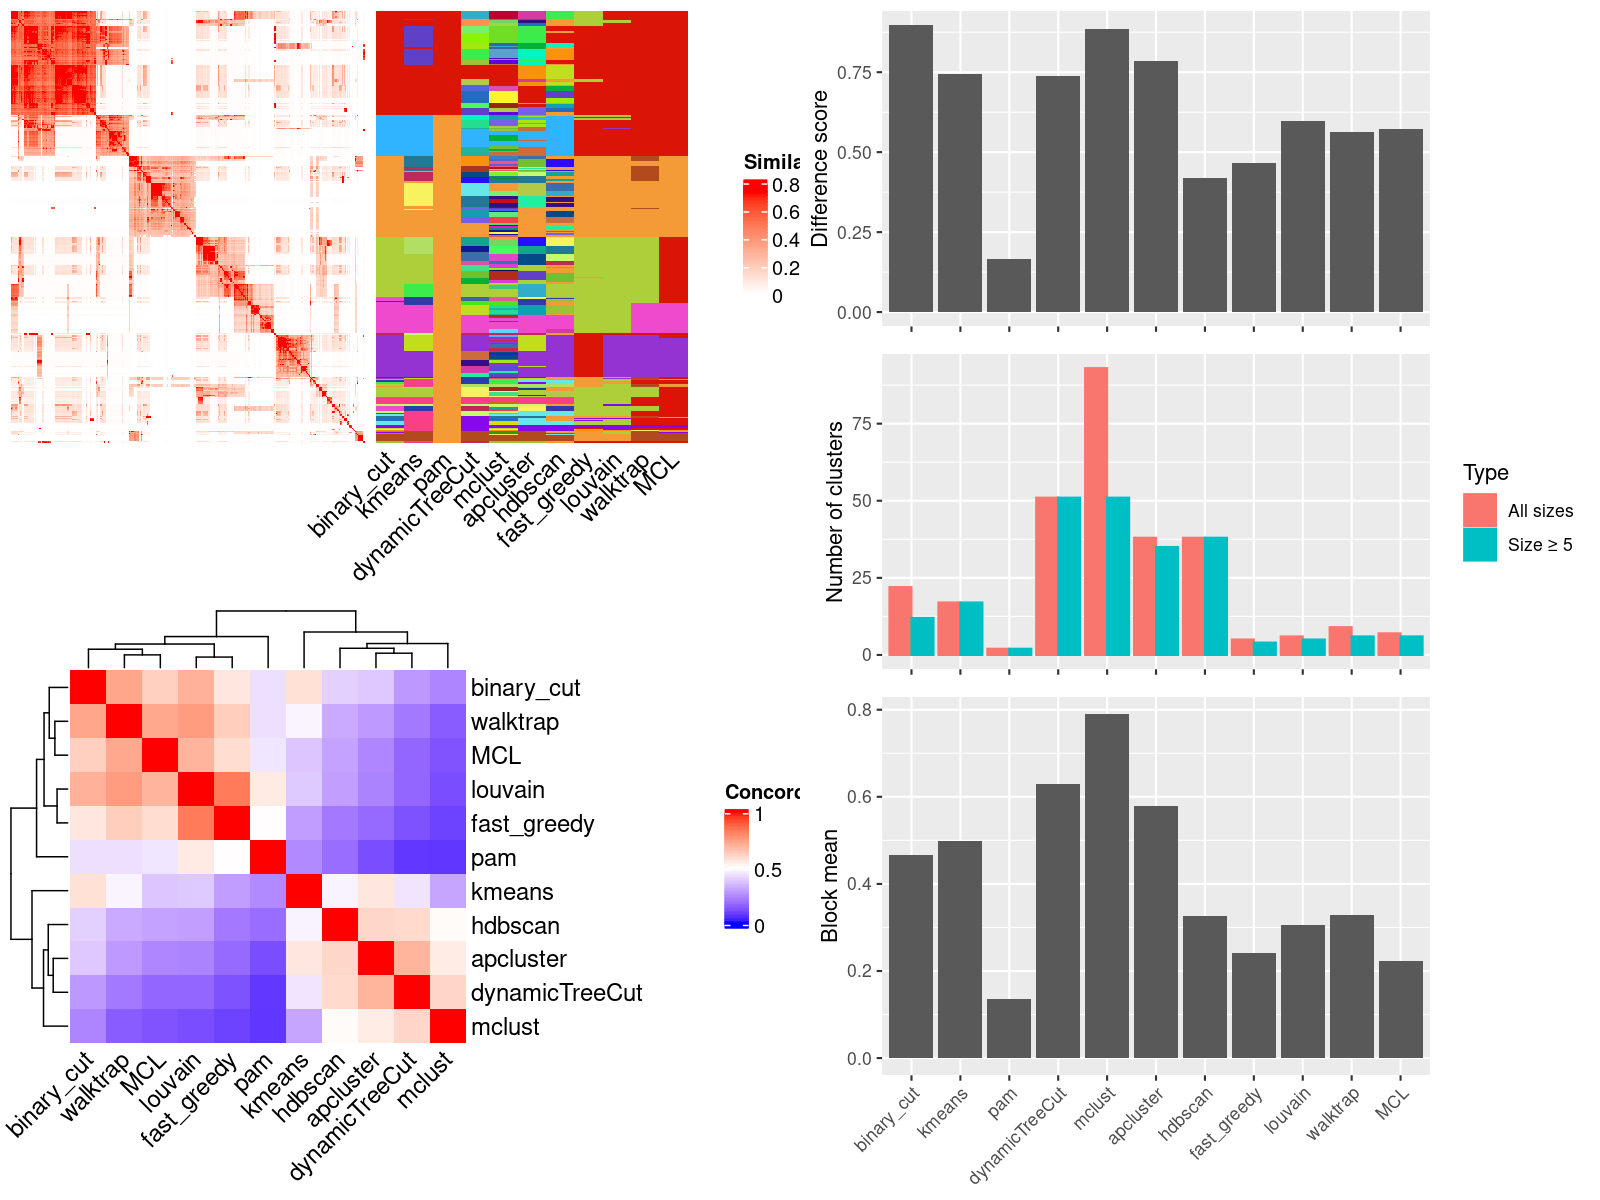 Simila
0.8
0.6
0.4
0.2
0
binary_cut
kmeans
pam
dynamicTreeCut
mclust
apcluster
hdbscan
fast_greedy
louvain
walktrap
MCL
Difference score
0.75
0.50
0.25
0.00
Number of clusters
75
50
25
0
Type
All sizes
Size ≥ 5
binary_cut
walktrap
MCL
louvain
fast_greedy
pam
kmeans
hdbscan
apcluster
dynamicTreeCut
mclust
binary_cut
walktrap
MCL
louvain
fast_greedy
pam
kmeans
hdbscan
apcluster
dynamicTreeCut
mclust
Concord
1
0.5
0
Block mean
0.8
0.6
0.4
0.2
0.0
binary_cut
kmeans
pam
dynamicTreeCut
mclust
apcluster
hdbscan
fast_greedy
louvain
walktrap
MCL